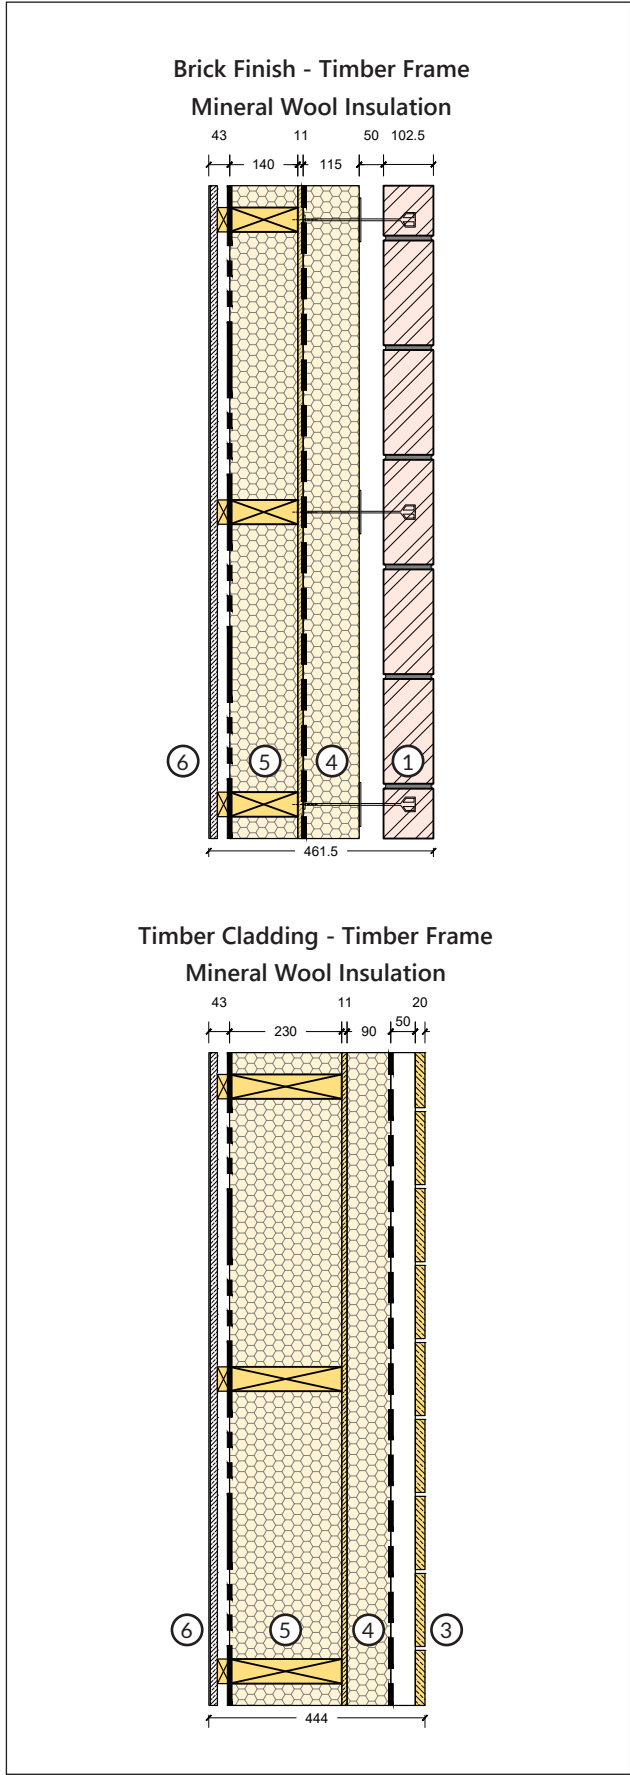 Brick Finish - Timber Frame
Mineral Wool Insulation
43 11 50 102.5
140 115
6 5 4 1
461.5
Timber Cladding - Timber Frame
Mineral Wool Insulation
43 11 20
50
230 90
6 5 4 3
444